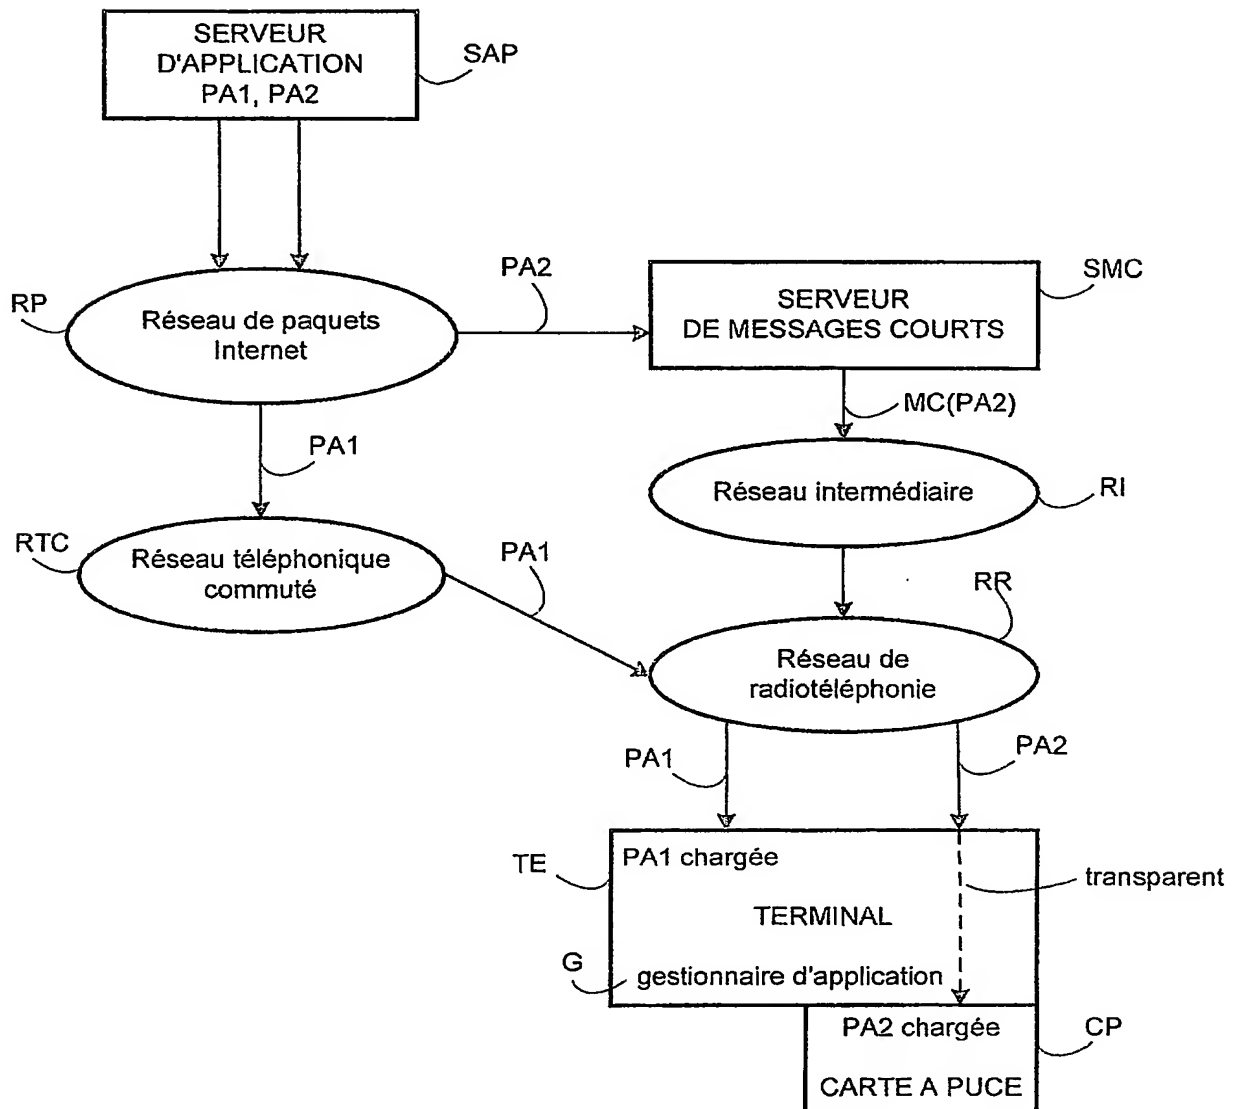 SERVEUR
D'APPLICATION
PA1, PA2
SAP
RP
Réseau de paquets
Internet
PA2
SERVEUR
DE MESSAGES COURTS
SMC
MC(PA2)
PA1
Réseau intermédiaire
RI
RTC
Réseau téléphonique
commuté
PA1
RR
Réseau de
radiotéléphonie
PA1
PA2
TE
PA1 chargée
transparent
TERMINAL
G
gestionnaire d'application
PA2 chargée
CP
CARTE A PUCE